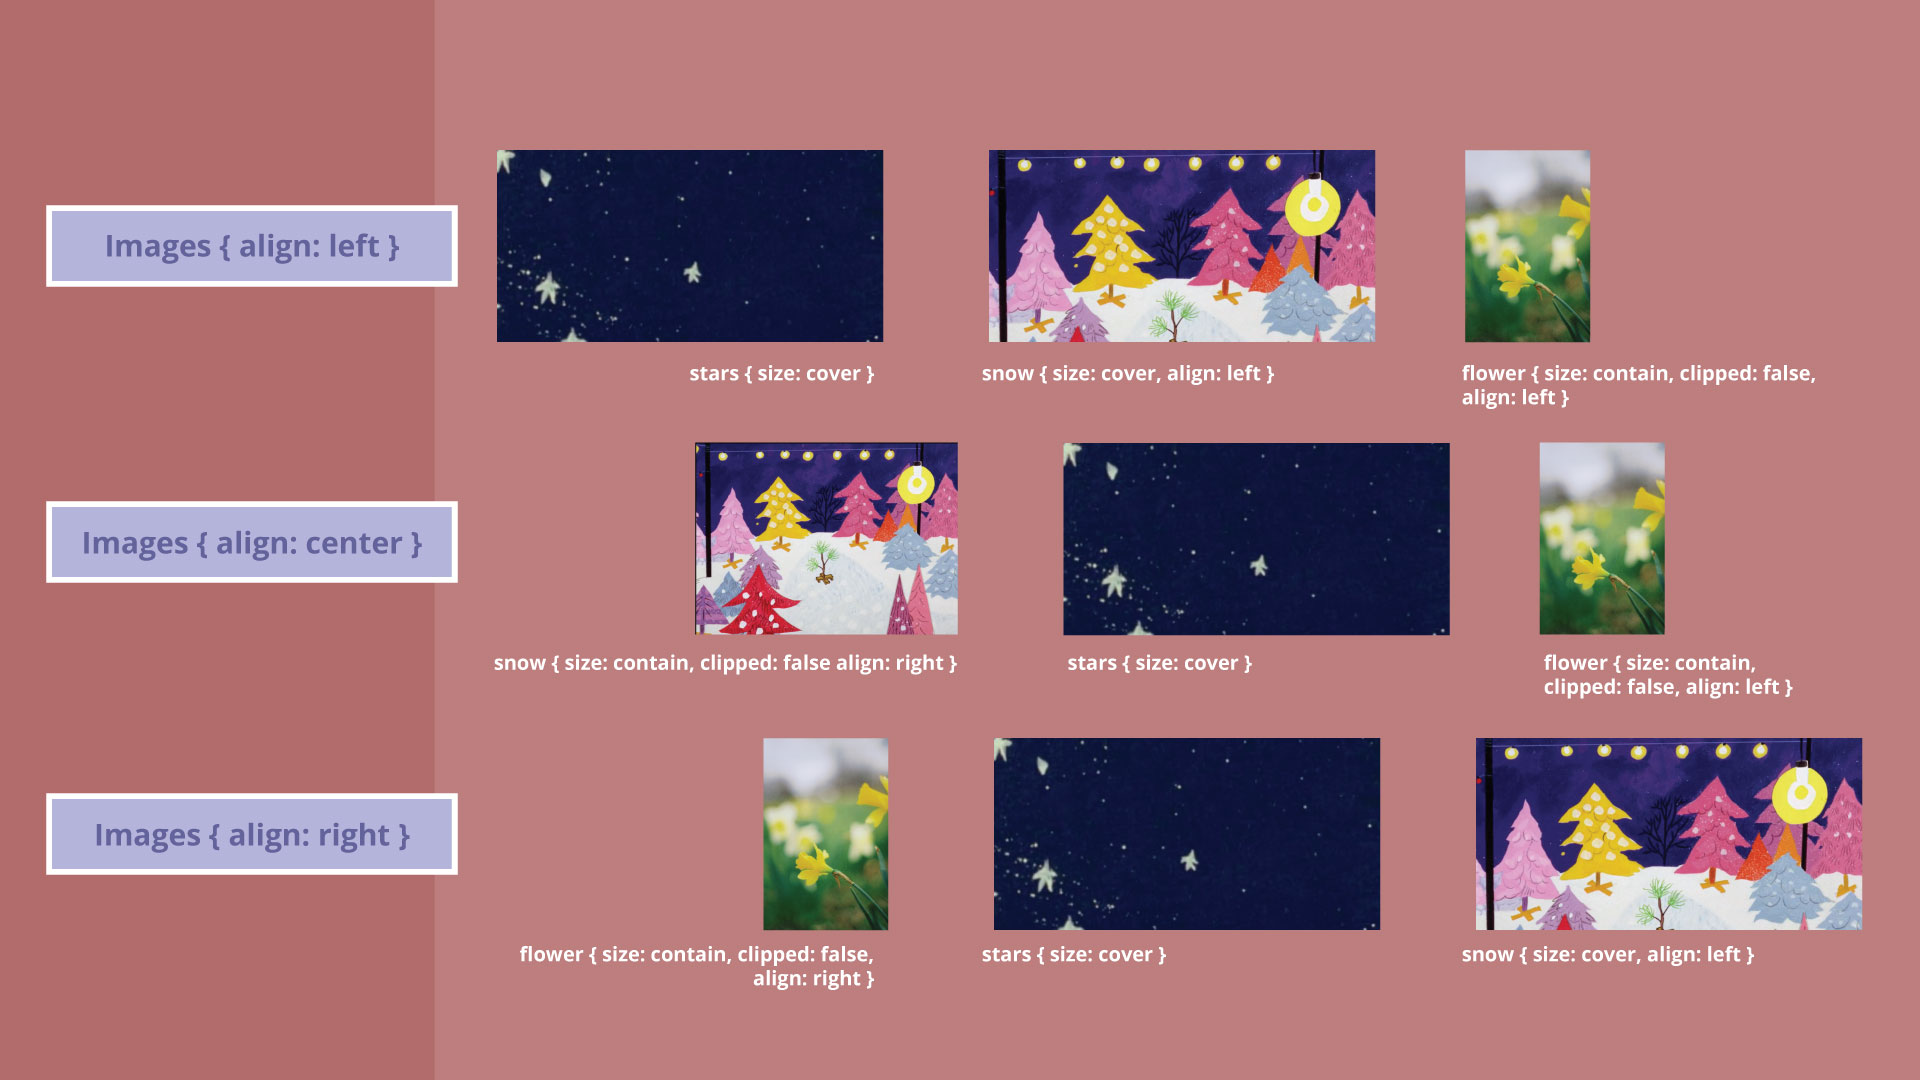 Images { align: left }
stars { size: cover }
snow { size: cover, align: left }
flower { size: contain, clipped: false,
align: left }
Images { align: center }
snow { size: contain, clipped: false align: right }
stars { size: cover }
flower { size: contain,
clipped: false, align: left }
Images { align: right }
flower { size: contain, clipped: false,
align: right }
stars { size: cover }
snow { size: cover, align: left }